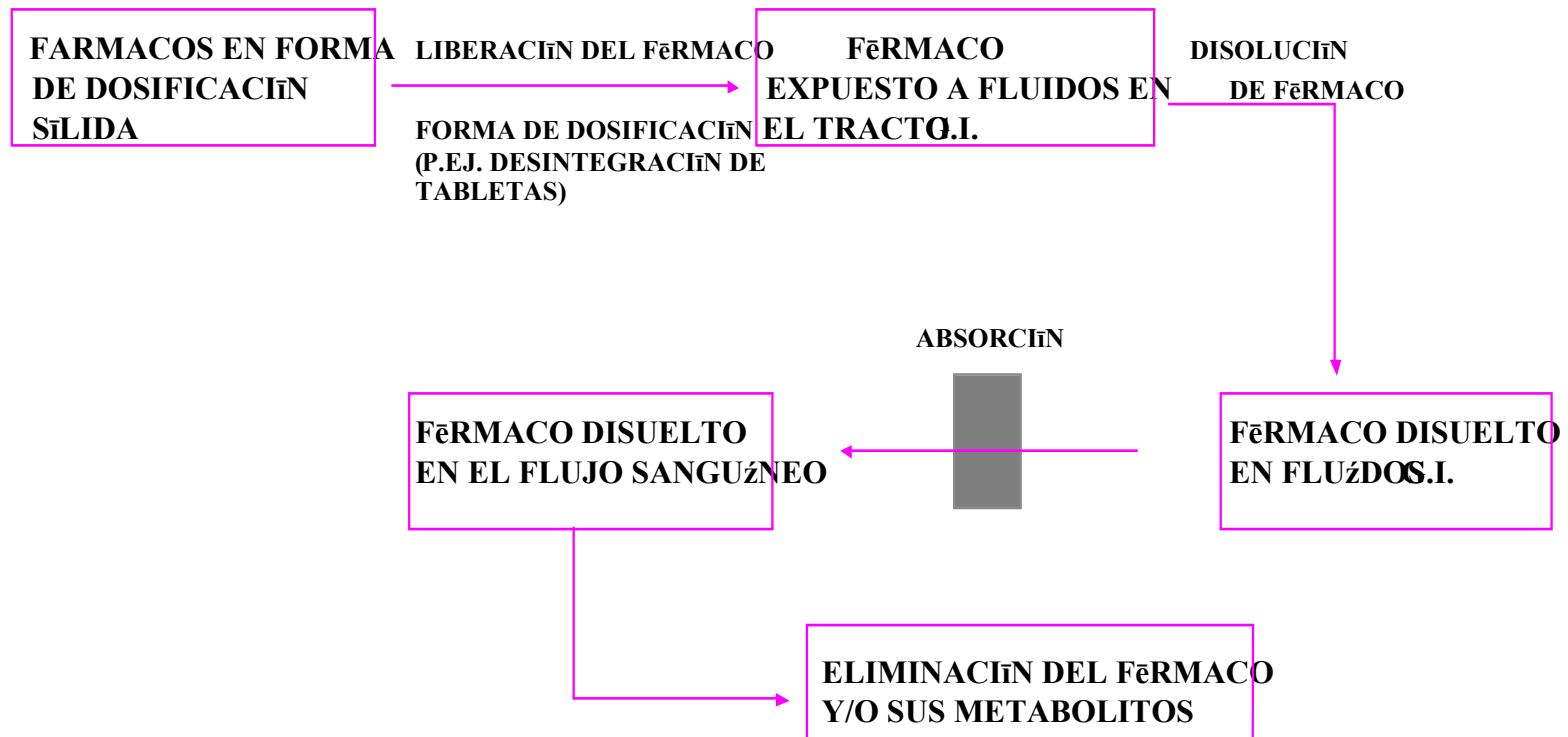 FARMACOS EN FORMA
DE DOSIFICACIīN
SīLIDA
LIBERACIīN DEL FēRMACO
FORMA DE DOSIFICACIīN
(P.EJ. DESINTEGRACIīN DE
TABLETAS)
FēRMACO
EXPUESTO A FLUIDOS EN
EL TRACTO G.I.
DISOLUCIīN
DE FēRMACO
ABSORCIīN
FēRMACO DISUELTO
EN EL FLUJO SANGUźNEO
FēRMACO DISUELTO
EN FLUźDOS G.I.
ELIMINACIīN DEL FēRMACO
Y/O SUS METABOLITOS